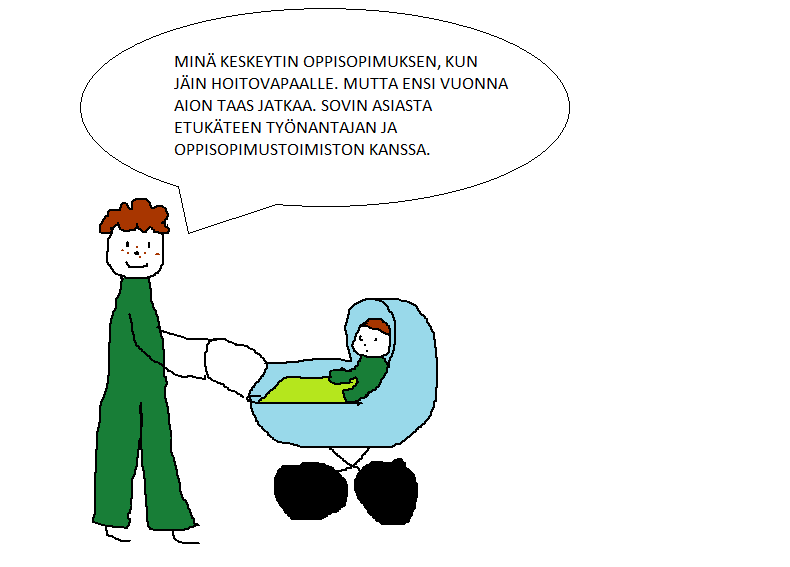 MINÄ KESKEYTIN OPPISOPIMUKSEN, KUN
JÄIN HOITOVAPAALLE. MUTTA ENSI VUONNA
AION TAAS JATKAA. SOVIN ASIASTA
ETUKÄTEEN TYÖNANTAJAN JA
OPPISOPIMUSTOIMISTON KANSSA.